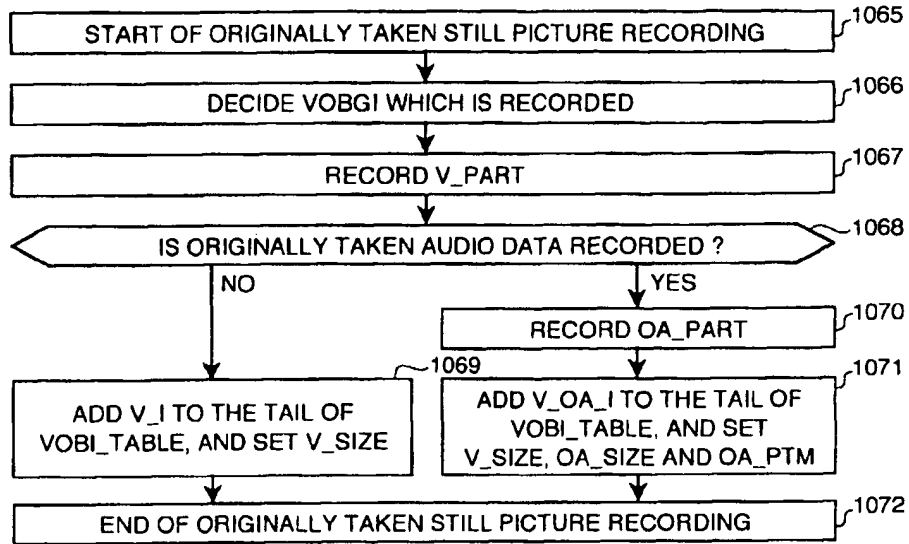 START OF ORIGINALLY TAKEN STILL PICTURE RECORDING
1065
DECIDE VOBGI WHICH IS RECORDED
1066
RECORD V_PART
1067
IS ORIGINALLY TAKEN AUDIO DATA RECORDED ?
1068
NO
YES
RECORD OA_PART
1070
1069
ADD V_I TO THE TAIL OF
VOBI_TABLE, AND SET V_SIZE
1071
ADD V_OA_I TO THE TAIL OF
VOBI_TABLE, AND SET
V_SIZE, OA_SIZE AND OA_PTM
END OF ORIGINALLY TAKEN STILL PICTURE RECORDING
1072